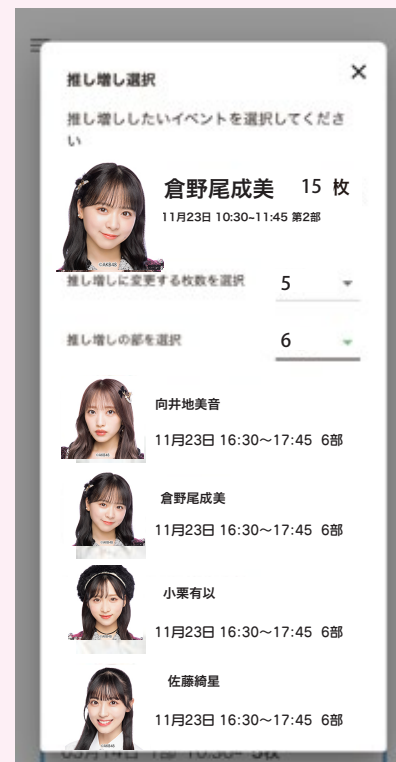 推し増し選択
×
推し増ししたいイベントを選択してくださ
い
倉野尾成美 15 枚
11月23日 10:30~11:45 第2部
©AKB48
推し増しに変更する枚数を選択 5
推し増しの部を選択 6
向井地美音
11月23日 16:30～17:45 6部
©AKB48
倉野尾成美
11月23日 16:30～17:45 6部
©AKB48
小栗有以
11月23日 16:30～17:45 6部
©AKB48
佐藤綺星
11月23日 16:30～17:45 6部
©AKB48